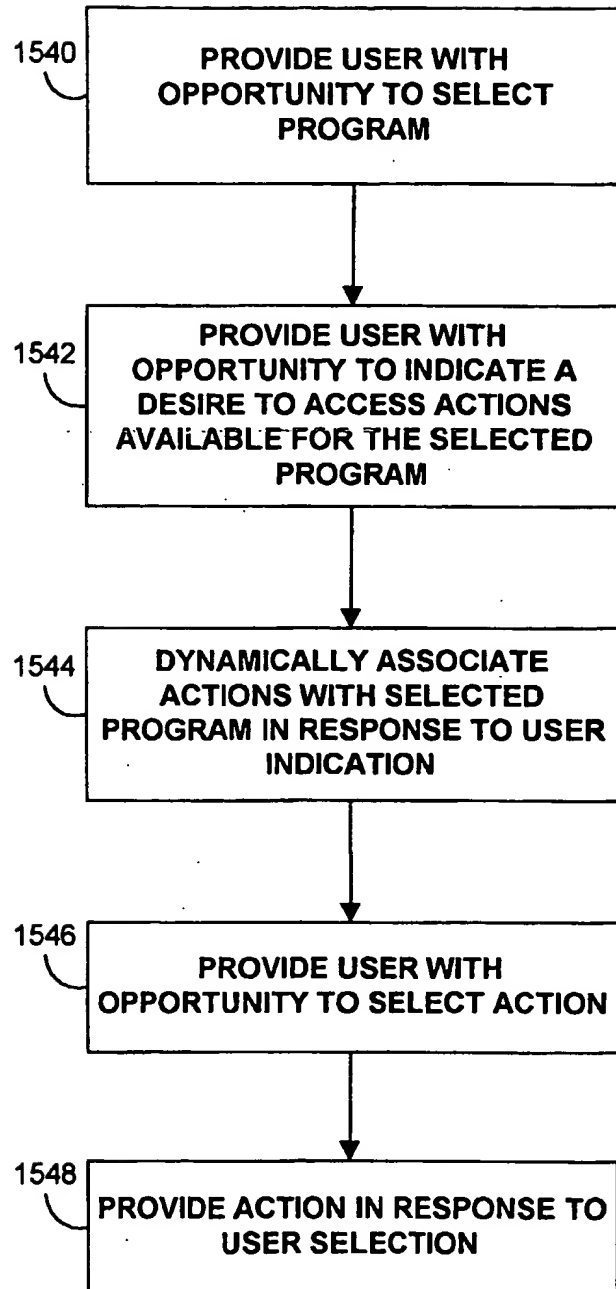 1540
PROVIDE USER WITH
OPPORTUNITY TO SELECT
PROGRAM
1542
PROVIDE USER WITH
OPPORTUNITY TO INDICATE A
DESIRE TO ACCESS ACTIONS
AVAILABLE FOR THE SELECTED
PROGRAM
1544
DYNAMICALLY ASSOCIATE
ACTIONS WITH SELECTED
PROGRAM IN RESPONSE TO USER
INDICATION
1546
PROVIDE USER WITH
OPPORTUNITY TO SELECT ACTION
1548
PROVIDE ACTION IN RESPONSE TO
USER SELECTION